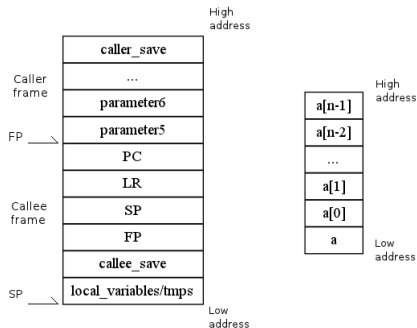 High
address
caller_save
...
Caller
frame
parameter6
parameter5
FP
PC
LR
Callee
frame
SP
FP
callee_save
SP
local_variables/tmps
Low
address
High
address
a[n-1]
a[n-2]
...
a[1]
a[0]
a
Low
address